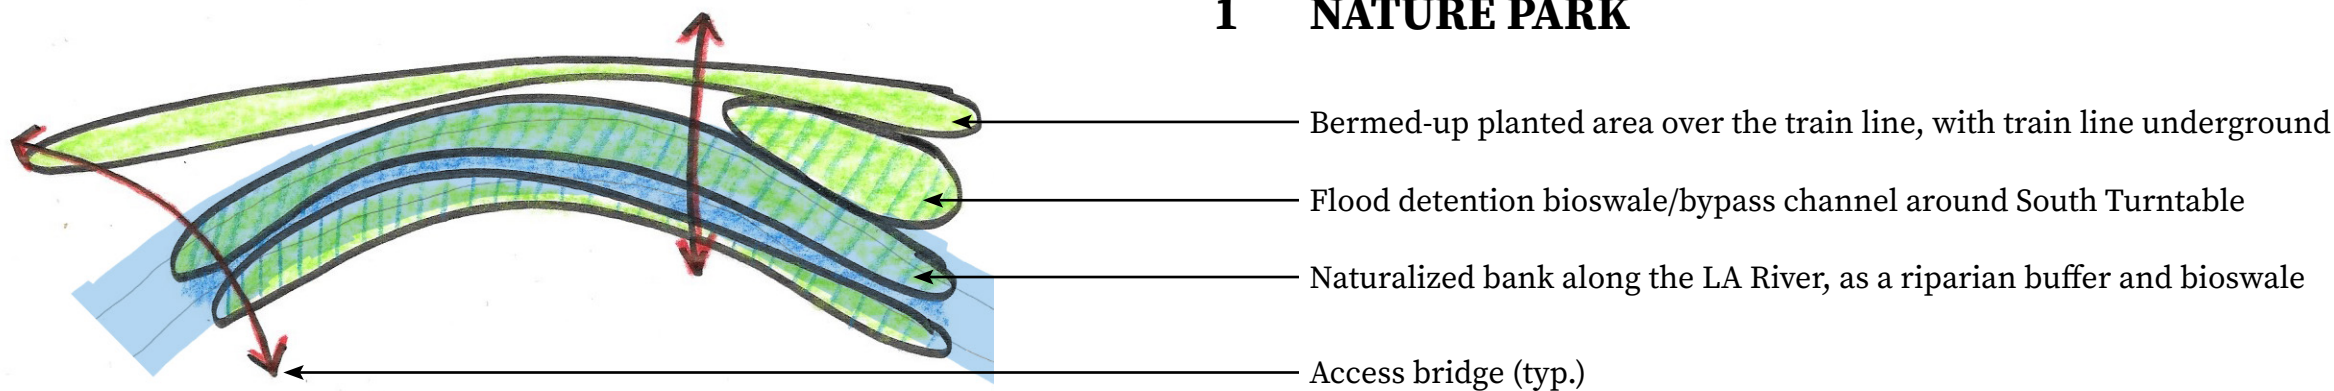 1 NATURE PARK
Bermed-up planted area over the train line, with train line underground
Flood detention bioswale/bypass channel around South Turntable
Naturalized bank along the LA River, as a riparian buffer and bioswale
Access bridge (typ.)